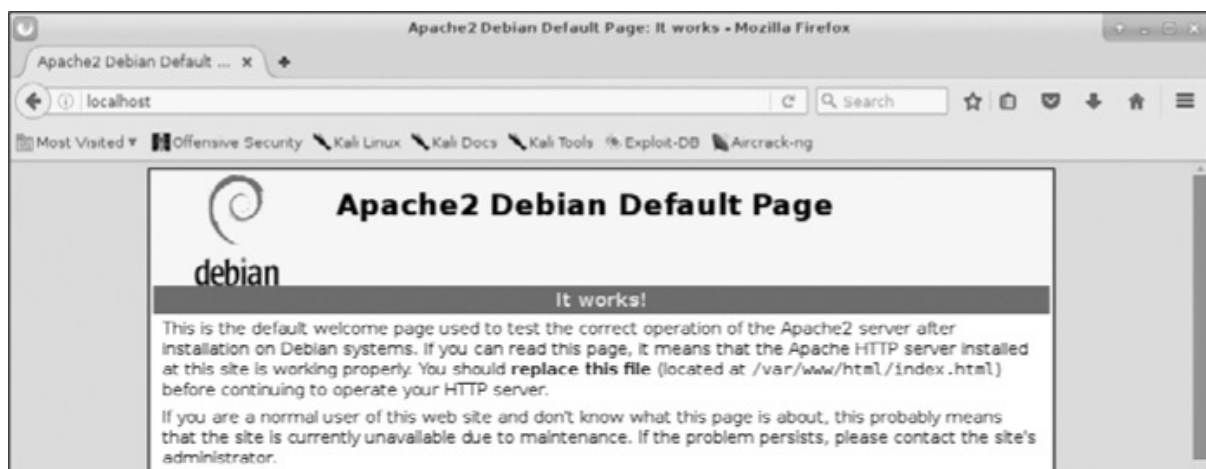 Apache2 Debian Default Page: It works - Mozilla Firefox
Apache2 Debian Default ...
localhost
Search
Most Visited
Offensive Security
Kali Linux
Kali Docs
Kali Tools
Exploit-DB
Aircrack-ng
debian
Apache2 Debian Default Page
It works!
This is the default welcome page used to test the correct operation of the Apache2 server after
installation on Debian systems. If you can read this page, it means that the Apache HTTP server installed
at this site is working properly. You should replace this file (located at /var/www/html/index.html)
before continuing to operate your HTTP server.
If you are a normal user of this web site and don't know what this page is about, this probably means
that the site is currently unavailable due to maintenance. If the problem persists, please contact the site's
administrator.